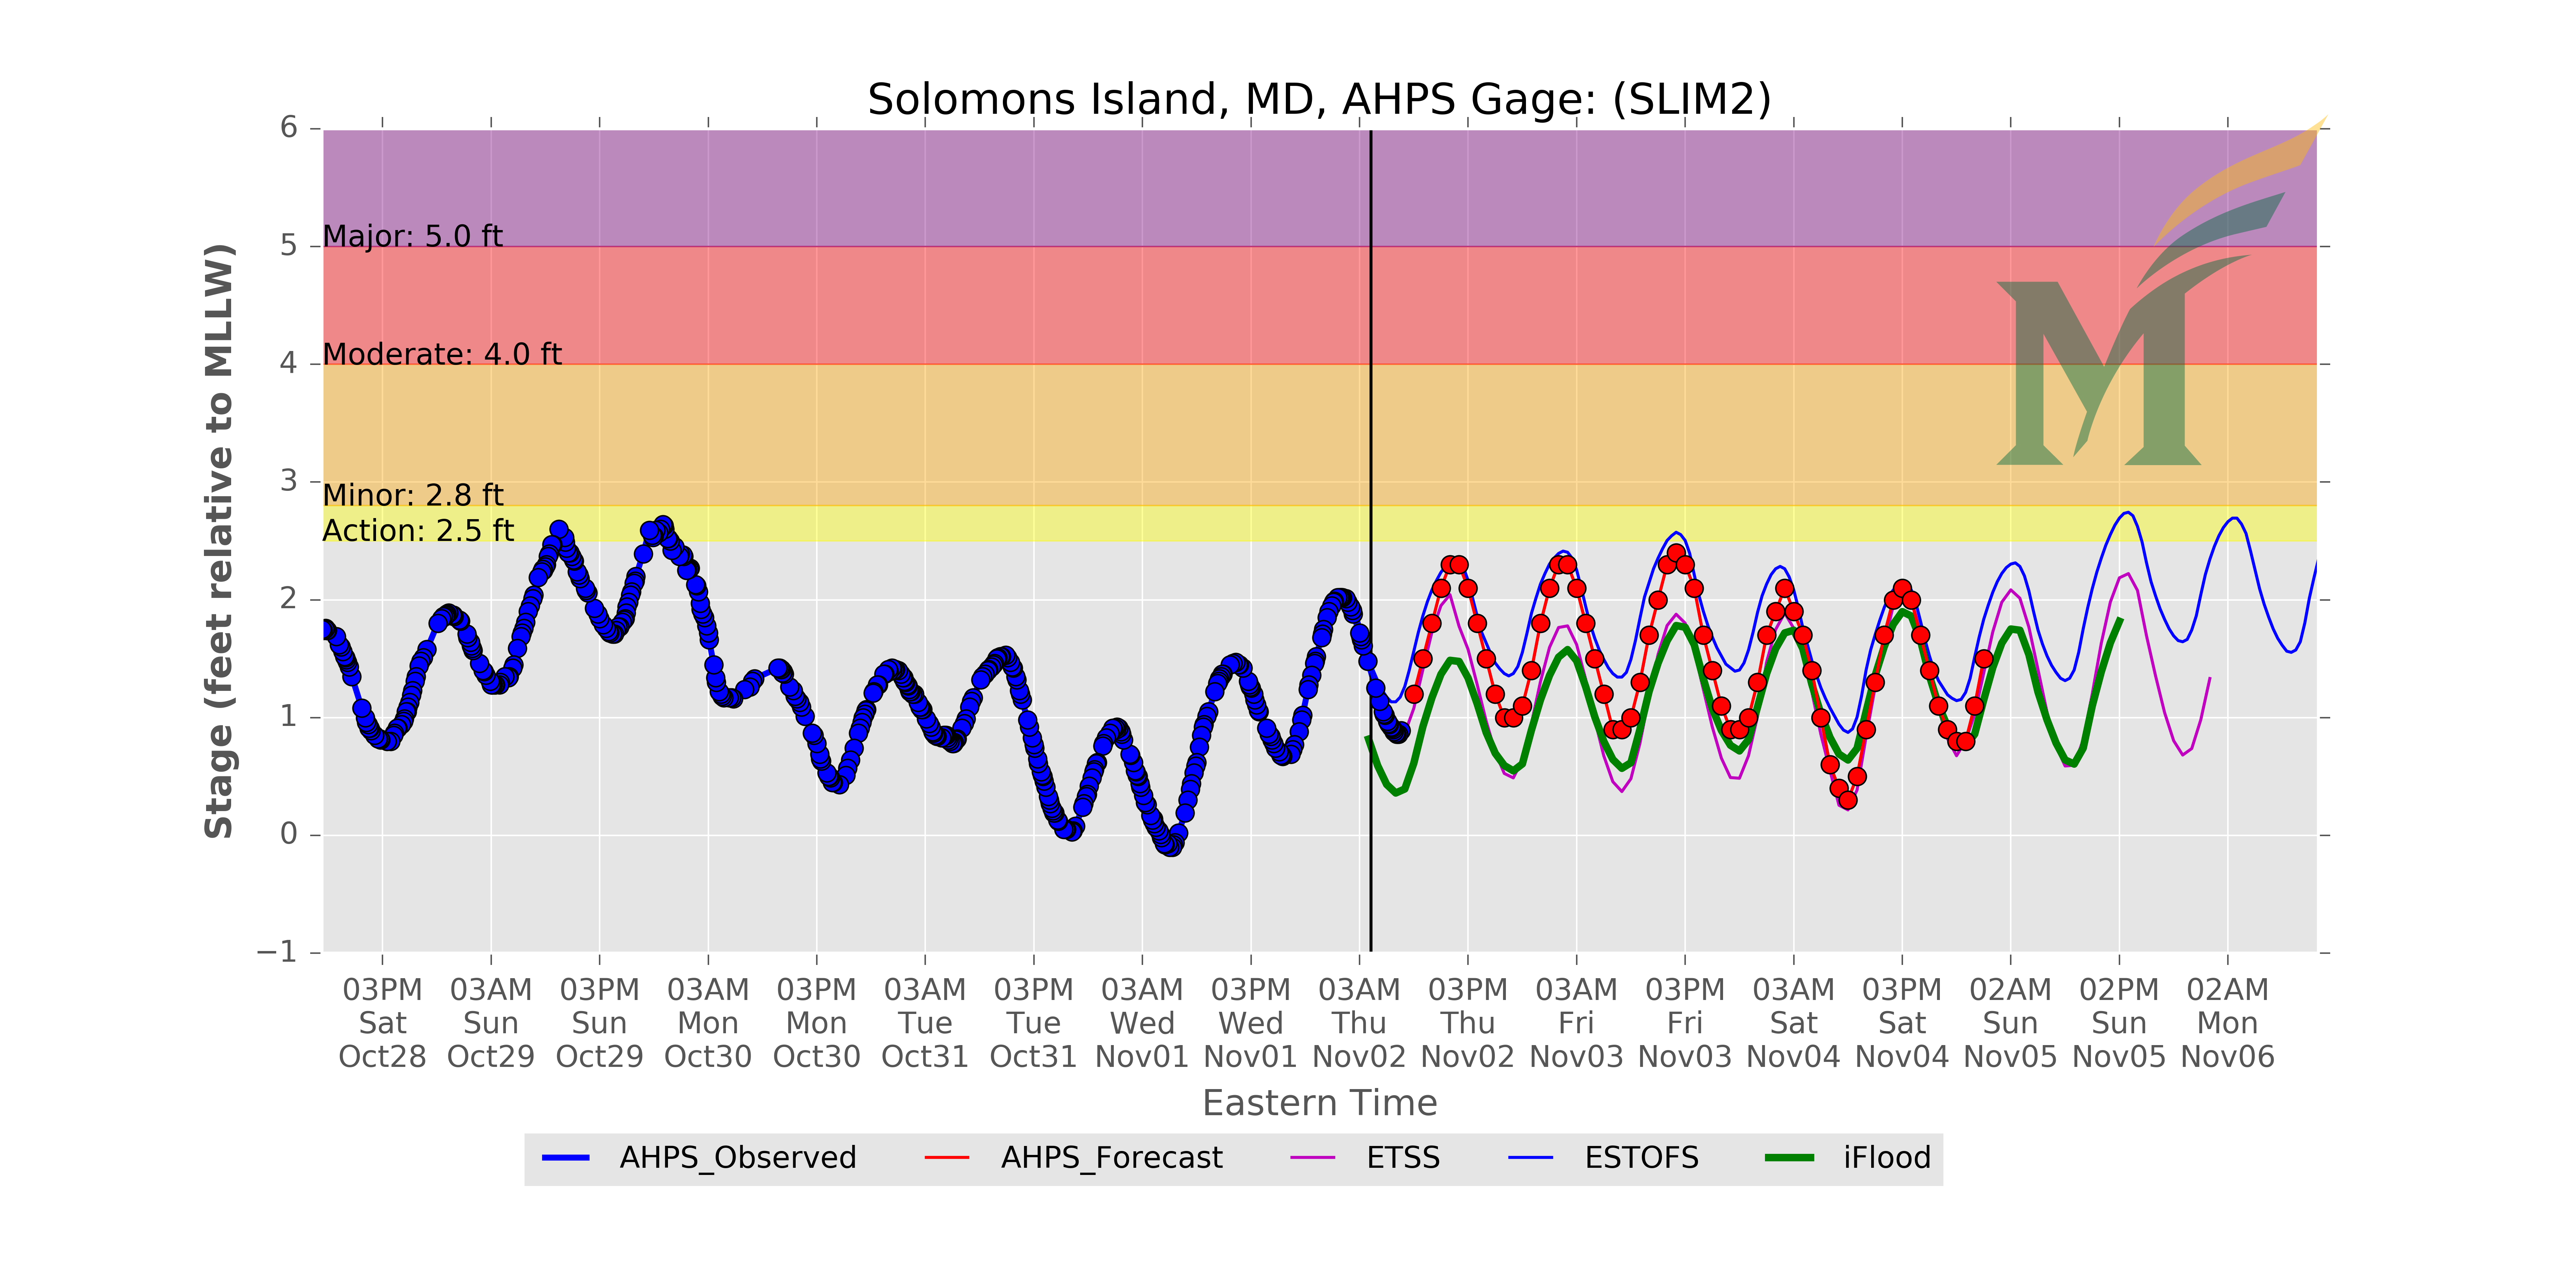 Solomons Island, MD, AHPS Gage: (SLIM2)
Stage (feet relative to MLLW)
6
5
4
3
2
1
0
−1
Major: 5.0 ft
Moderate: 4.0 ft
Minor: 2.8 ft
Action: 2.5 ft
M
03PM 03AM 03PM 03AM 03PM 03AM 03PM 03AM 03PM 03AM 03PM 03AM 03PM 03AM 03PM 02AM 02PM 02AM
Sat Sun Sun Mon Mon Tue Tue Wed Wed Thu Thu Fri Fri Sat Sat Sun Sun Mon
Oct28 Oct29 Oct29 Oct30 Oct30 Oct31 Oct31 Nov01 Nov01 Nov02 Nov02 Nov03 Nov03 Nov04 Nov04 Nov05 Nov05 Nov06
Eastern Time
AHPS_Observed AHPS_Forecast ETSS ESTOFS iFlood